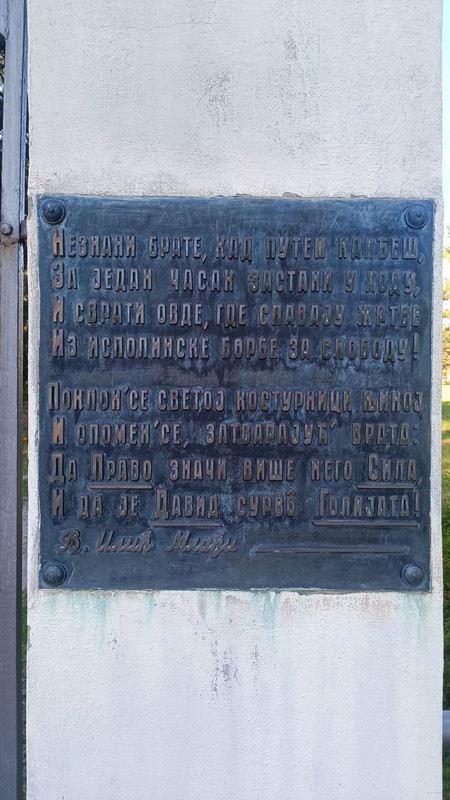 Незнани брате, кад путем наиђеш,
За један часак застани у ходу,
И сврати овде, где спавају жртве
Из исполинске борбе за слободу!
Поклон'се светој костурници њиној
И опомен'се, затварајућ' врата:
Да Право значи више него Сила,
И да је Давид сурвô Голијата!
В. Илић Млађи